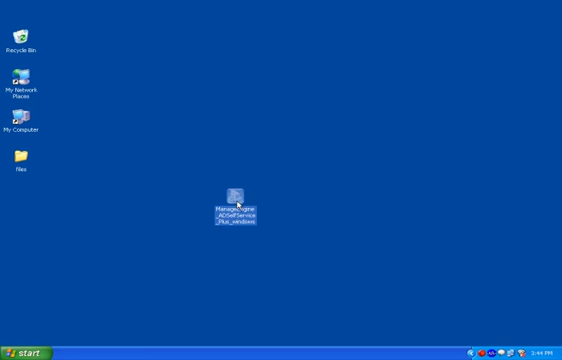 Recycle Bin
My Network
Places
My Computer
files
ManageEngine
_ADSelfService
_Plus_windows
start
3:44 PM